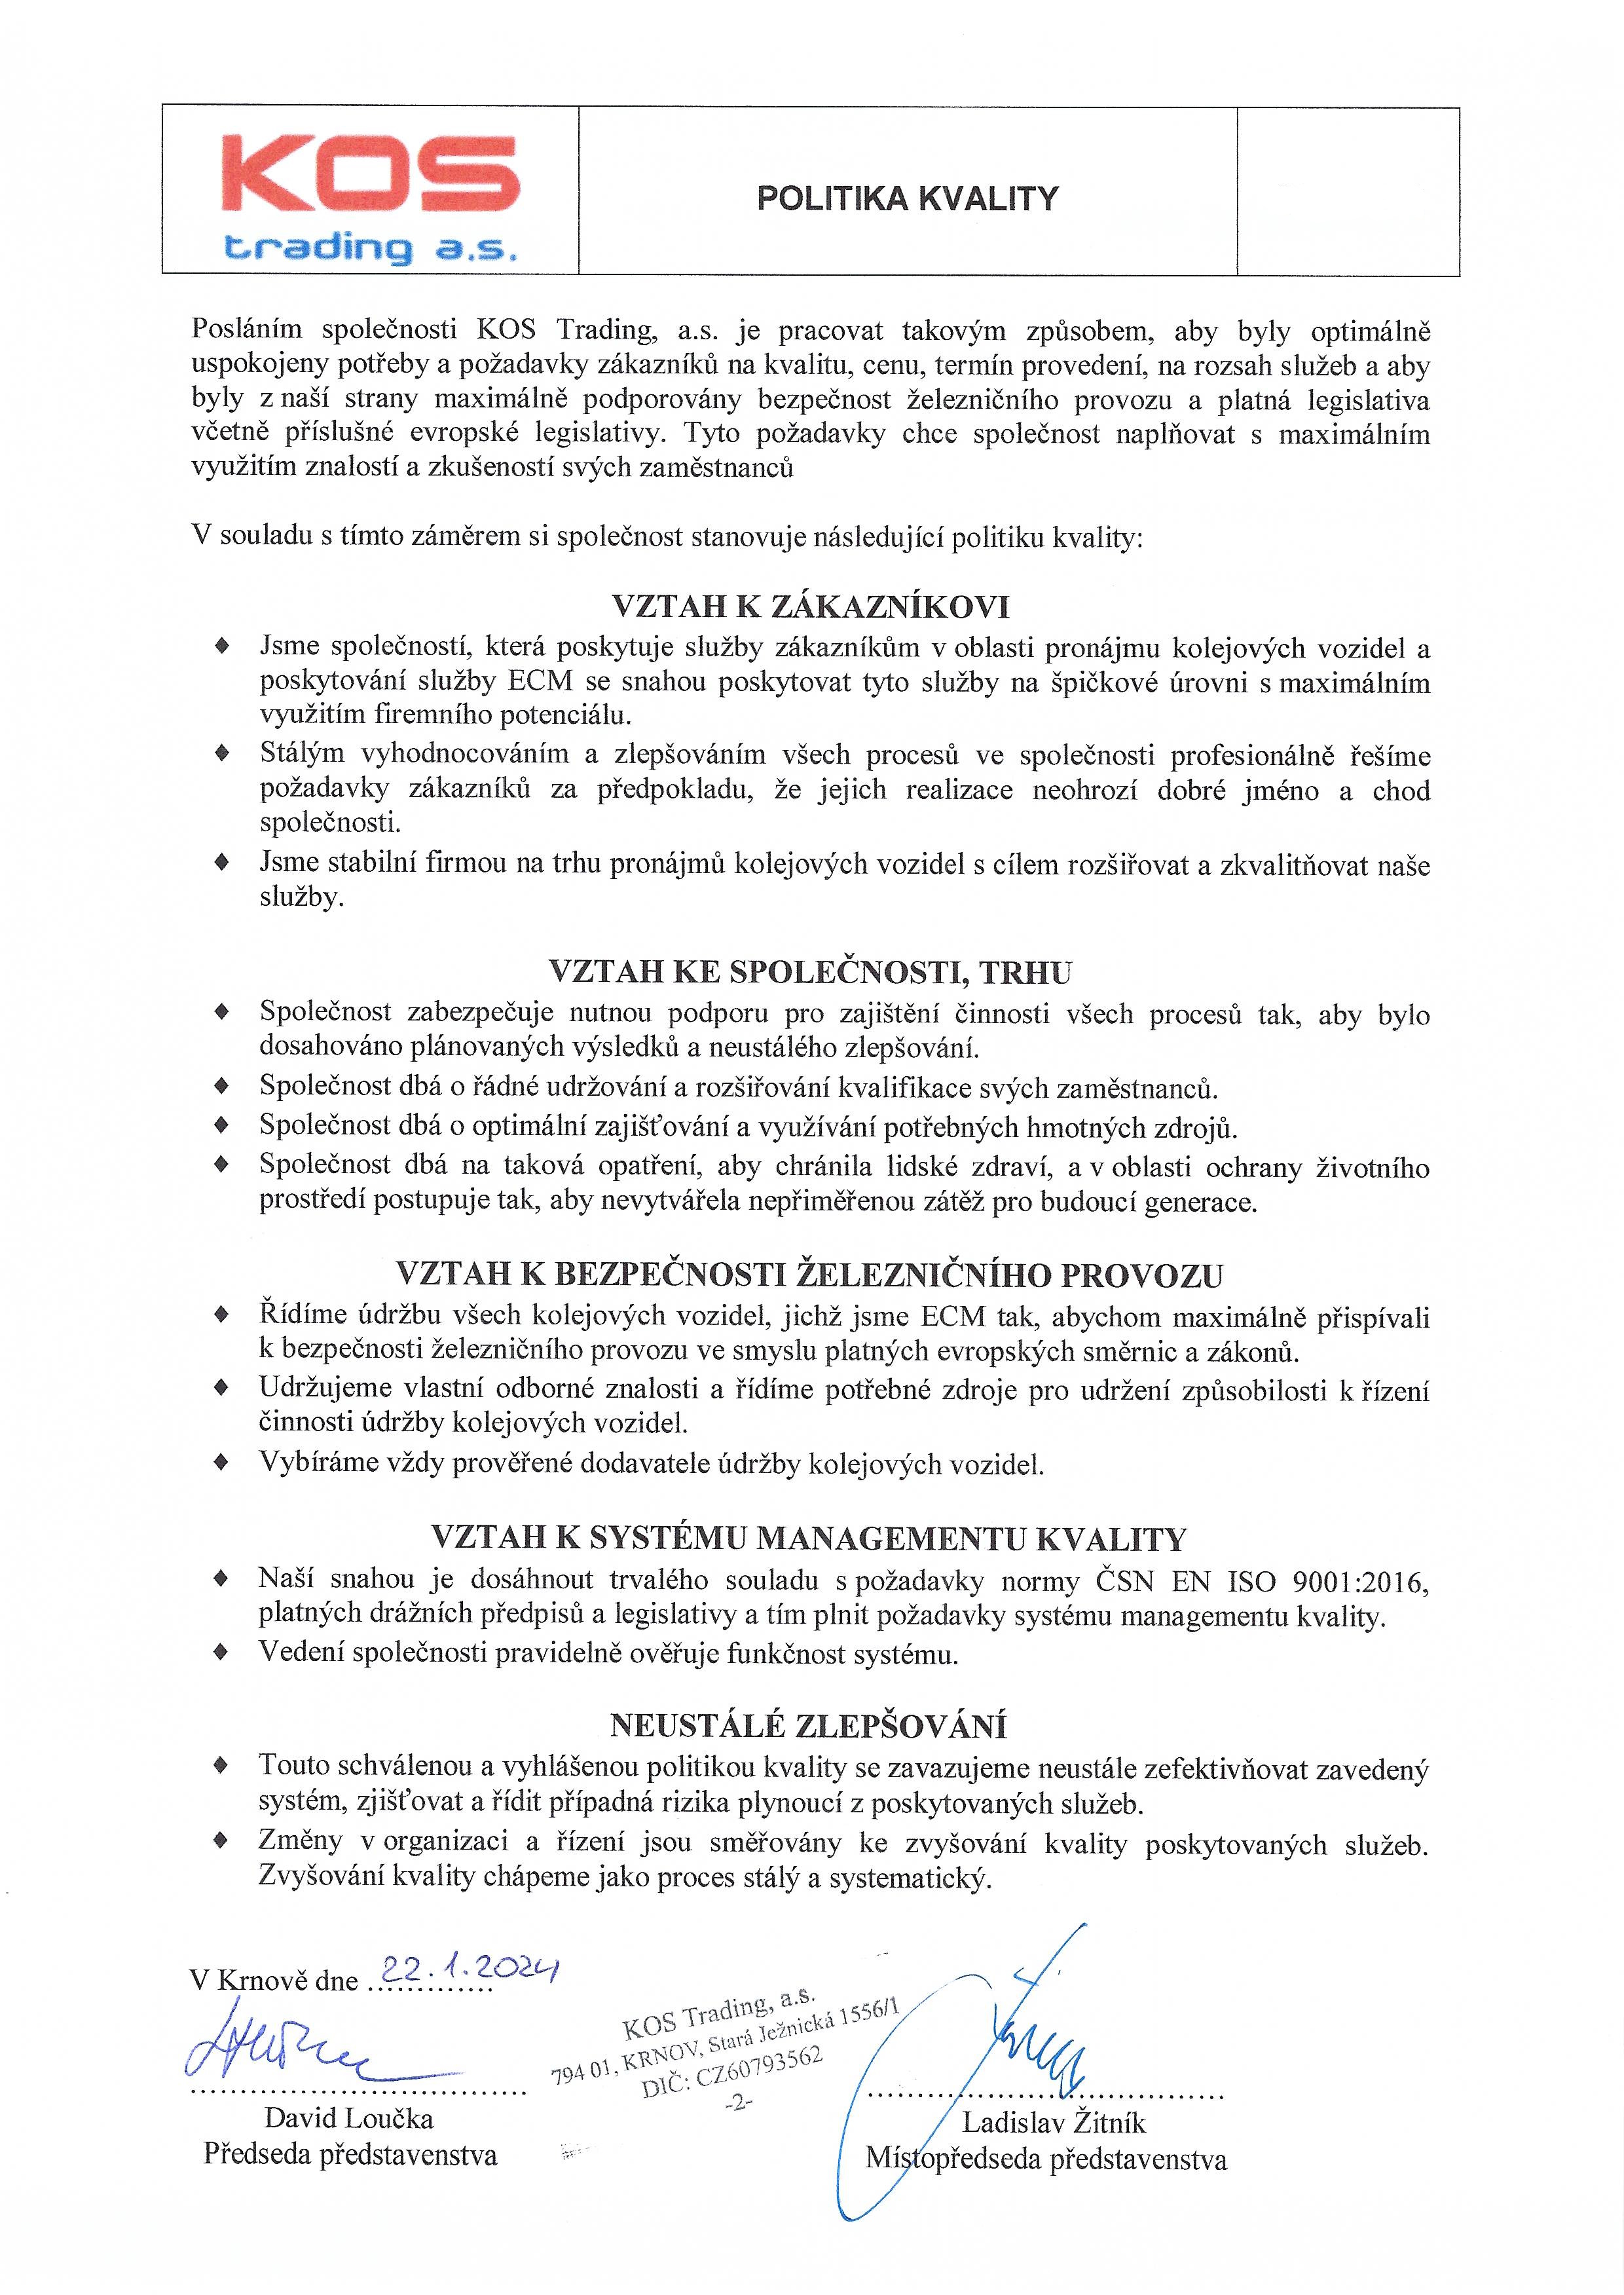 KOS
trading a.s.
POLITIKA KVALITY
Posláním společnosti KOS Trading, a.s. je pracovat takovým způsobem, aby byly optimálně
uspokojeny potřeby a požadavky zákazníků na kvalitu, cenu, termín provedení, na rozsah služeb a aby
byly z naší strany maximálně podporovány bezpečnost železničního provozu a platná legislativa
včetně příslušné evropské legislativy. Tyto požadavky chce společnost naplňovat s maximálním
využitím znalostí a zkušeností svých zaměstnanců
V souladu s tímto záměrem si společnost stanovuje následující politiku kvality:
VZTAH K ZÁKAZNÍKOVI
♦ Jsme společností, která poskytuje služby zákazníkům v oblasti pronájmu kolejových vozidel a
poskytování služby ECM se snahou poskytovat tyto služby na špičkové úrovni s maximálním
využitím firemního potenciálu.
♦ Stálým vyhodnocováním a zlepšováním všech procesů ve společnosti profesionálně řešíme
požadavky zákazníků za předpokladu, že jejich realizace neohrozí dobré jméno a chod
společnosti.
♦ Jsme stabilní firmou na trhu pronájmů kolejových vozidel s cílem rozšiřovat a zkvalitňovat naše
služby.
VZTAH KE SPOLEČNOSTI, TRHU
♦ Společnost zabezpečuje nutnou podporu pro zajištění činnosti všech procesů tak, aby bylo
dosahováno plánovaných výsledků a neustálého zlepšování.
♦ Společnost dbá o řádné udržování a rozšiřování kvalifikace svých zaměstnanců.
♦ Společnost dbá o optimální zajišťování a využívání potřebných hmotných zdrojů.
♦ Společnost dbá na taková opatření, aby chránila lidské zdraví, a v oblasti ochrany životního
prostředí postupuje tak, aby nevytvářela nepřiměřenou zátěž pro budoucí generace.
VZTAH K BEZPEČNOSTI ŽELEZNIČNÍHO PROVOZU
♦ Řídíme údržbu všech kolejových vozidel, jichž jsme ECM tak, abychom maximálně přispívali
k bezpečnosti železničního provozu ve smyslu platných evropských směrnic a zákonů.
♦ Udržujeme vlastní odborné znalosti a řídíme potřebné zdroje pro udržení způsobilosti k řízení
činnosti údržby kolejových vozidel.
♦ Vybíráme vždy prověřené dodavatele údržby kolejových vozidel.
VZTAH K SYSTÉMU MANAGEMENTU KVALITY
♦ Naší snahou je dosáhnout trvalého souladu s požadavky normy ČSN EN ISO 9001:2016,
platných drážních předpisů a legislativy a tím plnit požadavky systému managementu kvality.
♦ Vedení společnosti pravidelně ověřuje funkčnost systému.
NEUSTÁLÉ ZLEPŠOVÁNÍ
♦ Touto schválenou a vyhlášenou politikou kvality se zavazujeme neustále zefektivňovat zavedený
systém, zjišťovat a řídit případná rizika plynoucí z poskytovaných služeb.
♦ Změny v organizaci a řízení jsou směřovány ke zvyšování kvality poskytovaných služeb.
Zvyšování kvality chápeme jako proces stálý a systematický.
V Krnově dne 22.1.2024
KOS Trading, a.s.
794 01, KRNOV, Stará Ježnická 1556/1
DIČ: CZ60793562
-2-
David Loučka
Předseda představenstva
Ladislav Žitník
Místopředseda představenstva